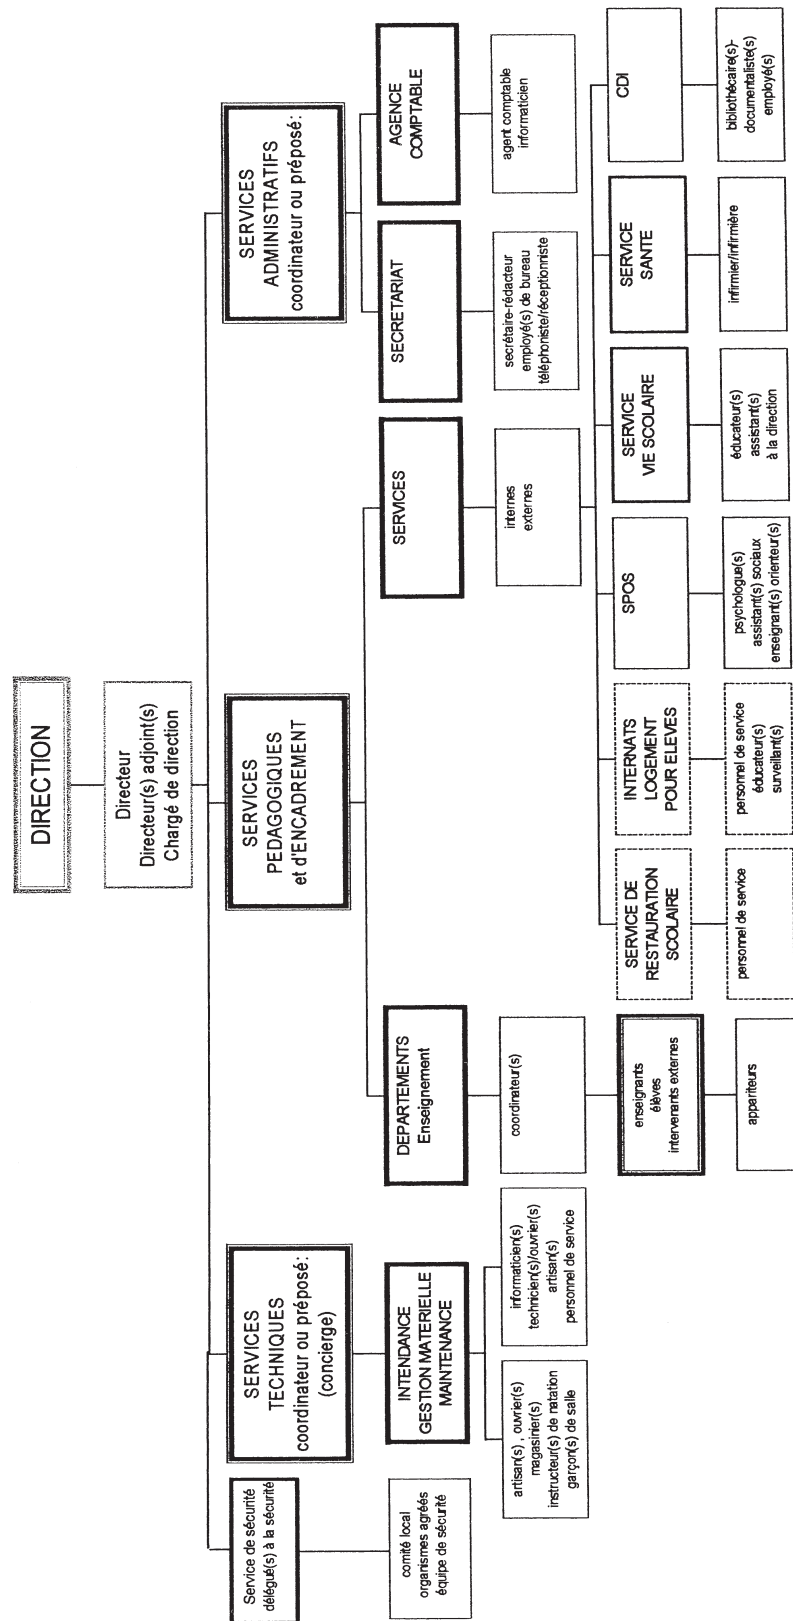 DIRECTION
Directeur
Directeur(s) adjoint(s)
Chargé de direction
Service de sécurité
délégué(s) à la sécurité
SERVICES
TECHNIQUES
coordinateur ou préposé:
(concierge)
SERVICES
PEDAGOGIQUES
et d'ENCADREMENT
SERVICES
ADMINISTRATIFS
coordinateur ou préposé:
comité local
organismes agréés
équipe de sécurité
INTENDANCE
GESTION MATERIELLE
MAINTENANCE
DEPARTEMENTS
Enseignement
SERVICES
SECRETARIAT
AGENCE
COMPTABLE
artisan(s) , ouvrier(s)
magasinier(s)
instructeur(s) de natation
garçon(s) de salle
informaticien(s)
technicien(s)/ouvrier(s)
artisan(s)
personnel de service
coordinateur(s)
internes
externes
secrétaire-rédacteur
employé(s) de bureau
téléphoniste/réceptionniste
agent comptable
informaticien
enseignants
élèves
intervenants externes
SERVICE DE
RESTAURATION
SCOLAIRE
INTERNATS
LOGEMENT
POUR ELEVES
SPOS
SERVICE
VIE SCOLAIRE
SERVICE
SANTE
CDI
appariteurs
personnel de service
personnel de service
éducateur(s)
surveillant(s)
psychologue(s)
assistant(s) sociaux
enseignant(s) orienteur(s)
éducateur(s)
assistant(s)
à la direction
infirmier/infirmière
bibliothécaire(s)-
documentaliste(s)
employé(s)